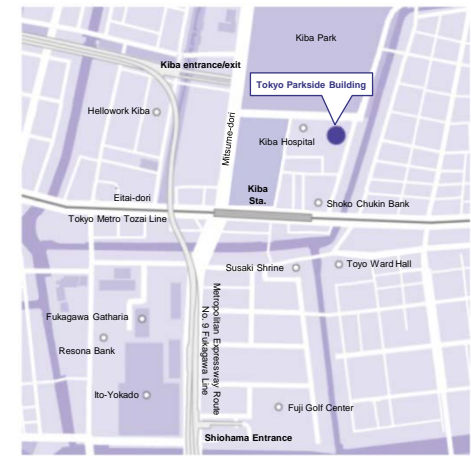 Kiba Park
Kiba entrance/exit
Tokyo Parkside Building
Hellowork Kiba
Mitsume-dori
Kiba Hospital
Kiba
Sta.
Eitai-dori
Shoko Chukin Bank
Tokyo Metro Tozai Line
Susaki Shrine
Toyo Ward Hall
Metropolitan Expressway Route
No. 9 Fukagawa Line
Fukagawa Gatharia
Resona Bank
Ito-Yokado
Fuji Golf Center
Shiohama Entrance